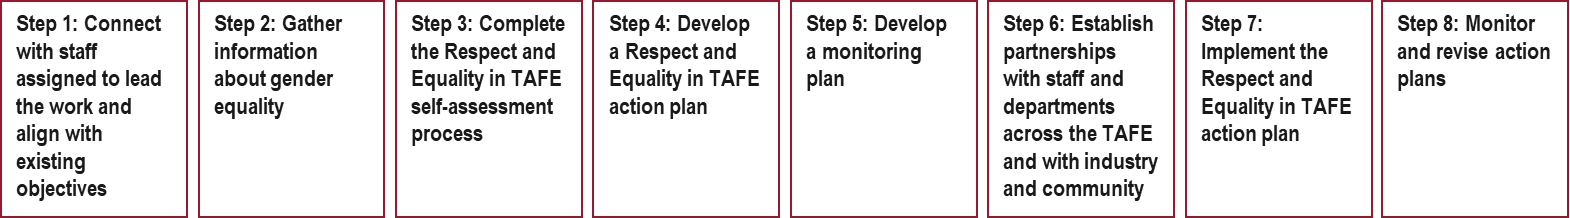 Step 1: Connect
with staff
assigned to lead
the work and
align with
existing
objectives
Step 2: Gather
information
about gender
equality
Step 3: Complete
the Respect and
Equality in TAFE
self-assessment
process
Step 4: Develop
a Respect and
Equality in TAFE
action plan
Step 5: Develop
a monitoring
plan
Step 6: Establish
partnerships
with staff and
departments
across the TAFE
and with industry
and community
Step 7:
Implement the
Respect and
Equality in TAFE
action plan
Step 8: Monitor
and revise action
plans